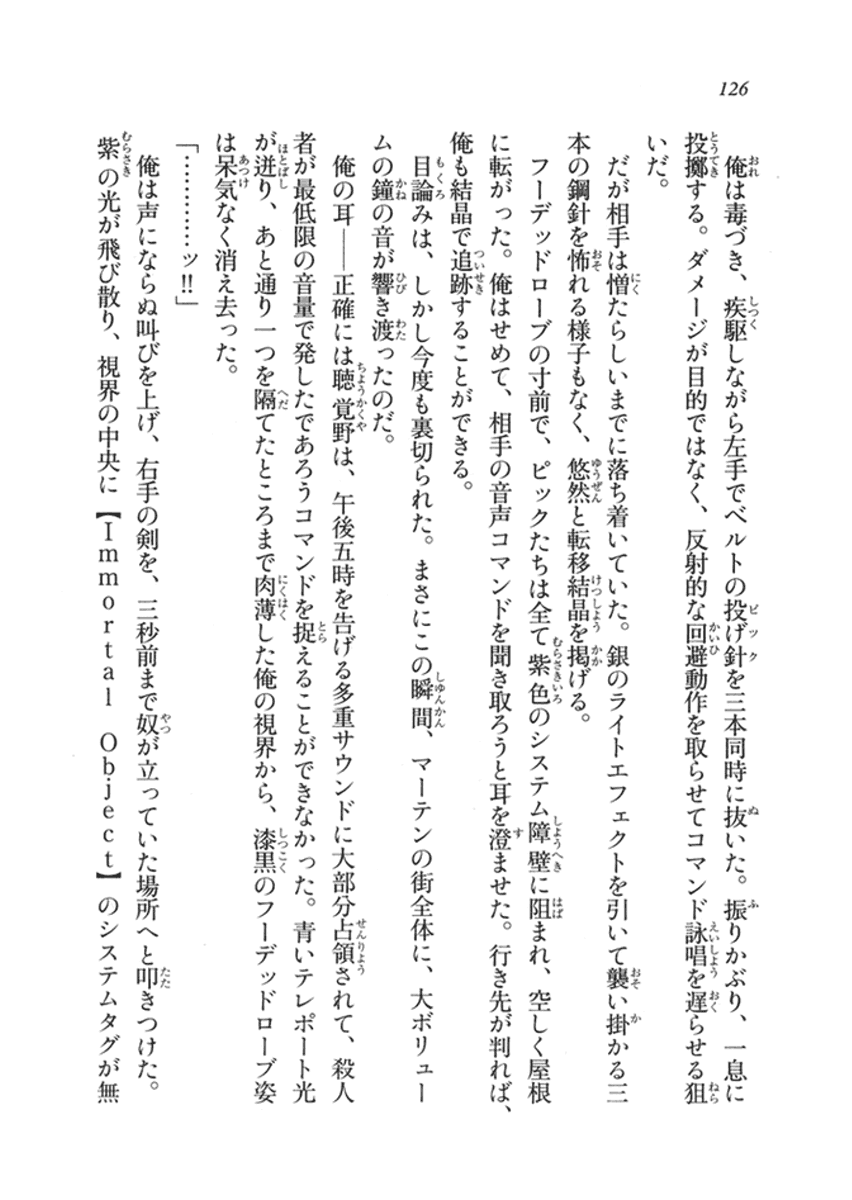 126
俺は毒づき、疾駆しながら左手でベルトの投げ針を三本同時に抜いた。振りかぶり、一息に
投擲する。ダメージが目的ではなく、反射的な回避動作を取らせてコマンド詠唱を遅らせる狙
いだ。
だが相手は憎たらしいまでに落ち着いていた。銀のライトエフェクトを引いて襲い掛かる三
本の鋼針を怖れる様子もなく、悠然と転移結晶を掲げる。
フーデッドローブの寸前で、ピックたちは全て紫色のシステム障壁に阻まれ、空しく屋根
に転がった。俺はせめて、相手の音声コマンドを聞き取ろうと耳を澄ませた。行き先が判れば、
俺も結晶で追跡することができる。
目論みは、しかし今度も裏切られた。まさにこの瞬間、マーテンの街全体に、大ボリュー
ムの鐘の音が響き渡ったのだ。
俺の耳――正確には聴覚野は、午後五時を告げる多重サウンドに大部分占領されて、殺人
者が最低限の音量で発したであろうコマンドを捉えることができなかった。青いテレポート光
が迸り、あと通り一つを隔てたところまで肉薄した俺の視界から、漆黒のフーデッドローブ姿
は呆気なく消え去った。
「…………ッ!!」
俺は声にならぬ叫びを上げ、右手の剣を、三秒前まで奴が立っていた場所へと叩きつけた。
紫の光が飛び散り、視界の中央に【Immortal Object】のシステムタグが無